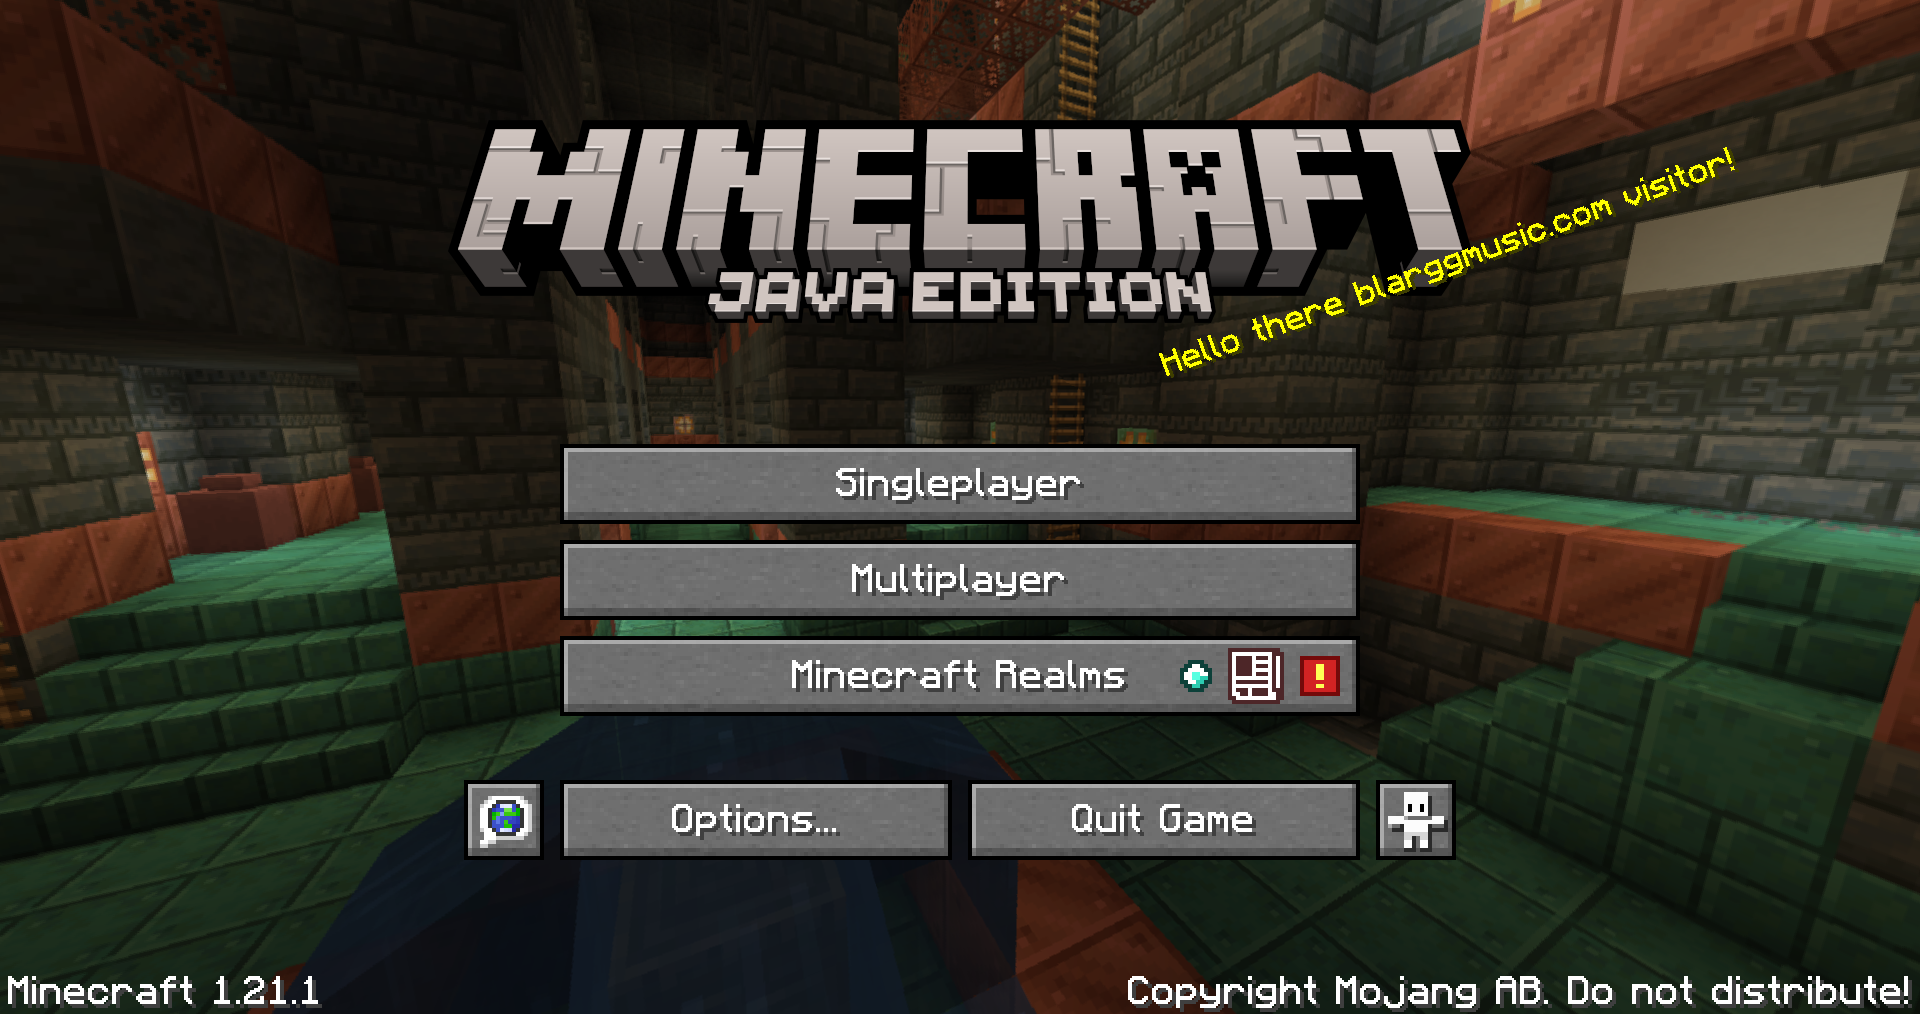 MINECRAFT
JAVA EDITION
Hello there blarggmusic.com visitor!
Singleplayer
Multiplayer
Minecraft Realms
Options...
Quit Game
Minecraft 1.21.1
Copyright Mojang AB. Do not distribute!